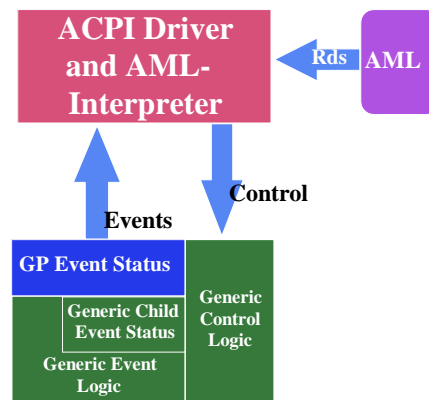 ACPI Driver
and AML-
Interpreter
Rds
AML
Control
Events
GP Event Status
Generic Child
Event Status
Generic Event
Logic
Generic
Control
Logic